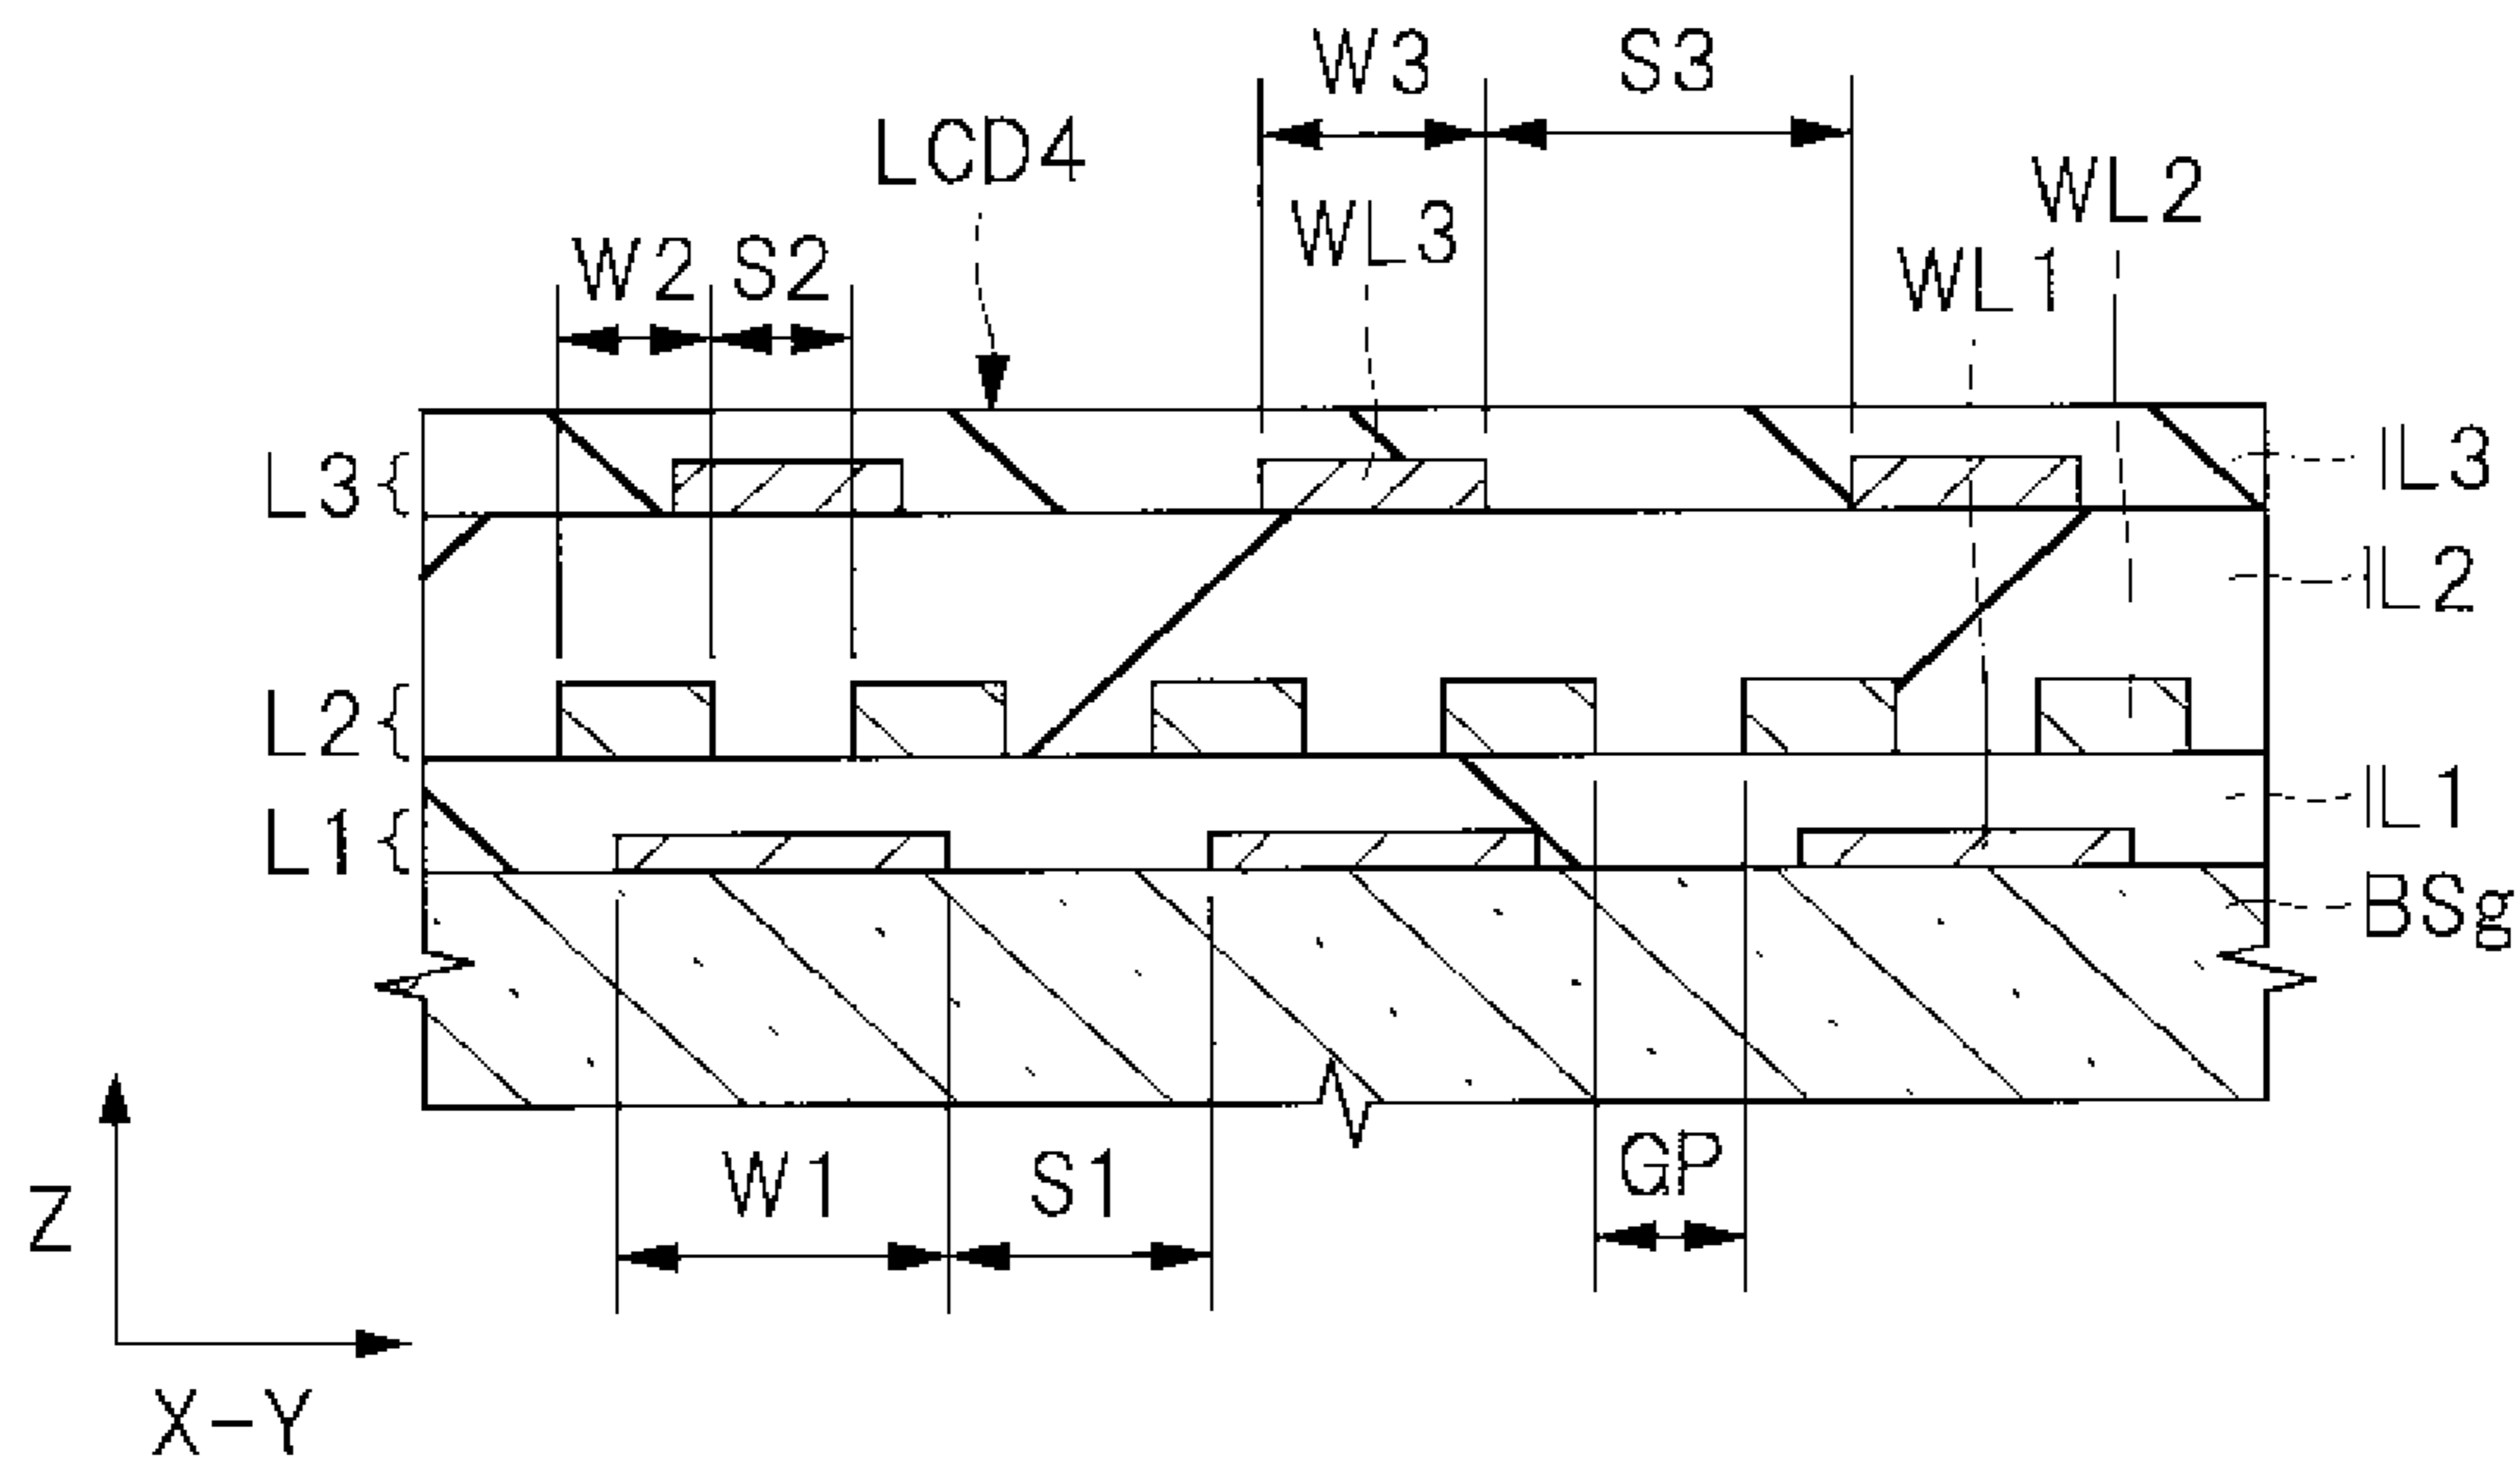 W3 S3
LCD4
WL2
WL3
W2 S2
WL1
L3
IL3
IL2
L2
IL1
L1
BSg
W1 S1 GP
Z
X-Y